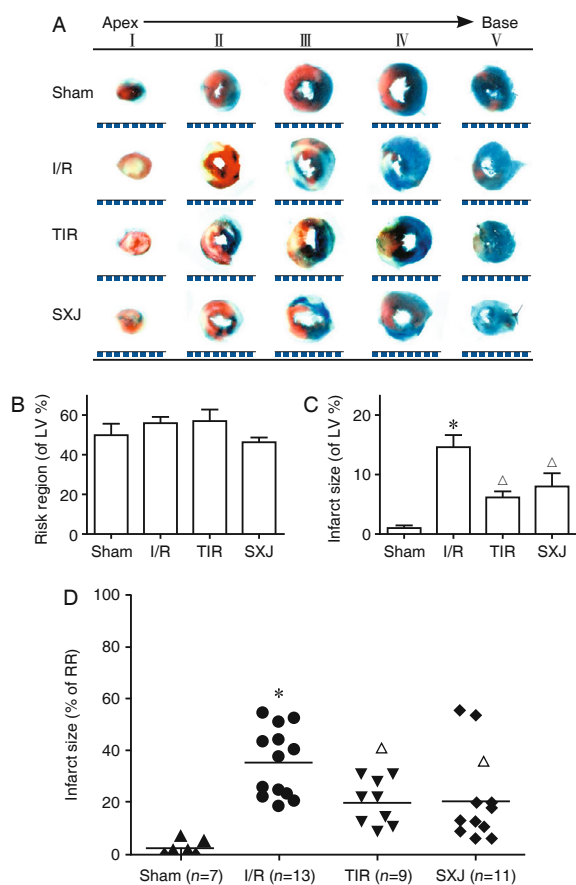 A
Apex Base
I II III IV V
Sham
I/R
TIR
SXJ
B
Risk region (of LV %)
60
40
20
0
Sham I/R TIR SXJ
C
Infarct size (of LV %)
20
10
0
*
△
△
Sham I/R TIR SXJ
D
Infarct size (% of RR)
100
80
60
40
20
0
*
△
△
Sham (n=7) I/R (n=13) TIR (n=9) SXJ (n=11)